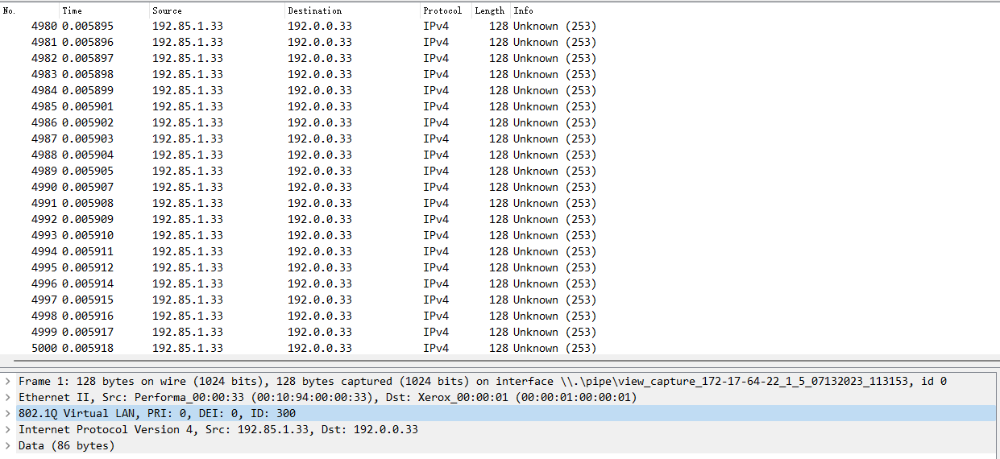 No. Time Source Destination Protocol Length Info
4980 0.005895 192.85.1.33 192.0.0.33 IPv4 128 Unknown (253)
4981 0.005896 192.85.1.33 192.0.0.33 IPv4 128 Unknown (253)
4982 0.005897 192.85.1.33 192.0.0.33 IPv4 128 Unknown (253)
4983 0.005898 192.85.1.33 192.0.0.33 IPv4 128 Unknown (253)
4984 0.005899 192.85.1.33 192.0.0.33 IPv4 128 Unknown (253)
4985 0.005901 192.85.1.33 192.0.0.33 IPv4 128 Unknown (253)
4986 0.005902 192.85.1.33 192.0.0.33 IPv4 128 Unknown (253)
4987 0.005903 192.85.1.33 192.0.0.33 IPv4 128 Unknown (253)
4988 0.005904 192.85.1.33 192.0.0.33 IPv4 128 Unknown (253)
4989 0.005905 192.85.1.33 192.0.0.33 IPv4 128 Unknown (253)
4990 0.005907 192.85.1.33 192.0.0.33 IPv4 128 Unknown (253)
4991 0.005908 192.85.1.33 192.0.0.33 IPv4 128 Unknown (253)
4992 0.005909 192.85.1.33 192.0.0.33 IPv4 128 Unknown (253)
4993 0.005910 192.85.1.33 192.0.0.33 IPv4 128 Unknown (253)
4994 0.005911 192.85.1.33 192.0.0.33 IPv4 128 Unknown (253)
4995 0.005912 192.85.1.33 192.0.0.33 IPv4 128 Unknown (253)
4996 0.005914 192.85.1.33 192.0.0.33 IPv4 128 Unknown (253)
4997 0.005915 192.85.1.33 192.0.0.33 IPv4 128 Unknown (253)
4998 0.005916 192.85.1.33 192.0.0.33 IPv4 128 Unknown (253)
4999 0.005917 192.85.1.33 192.0.0.33 IPv4 128 Unknown (253)
5000 0.005918 192.85.1.33 192.0.0.33 IPv4 128 Unknown (253)
Frame 1: 128 bytes on wire (1024 bits), 128 bytes captured (1024 bits) on interface \\.\pipe\view_capture_172-17-64-22_1_5_07132023_113153, id 0
Ethernet II, Src: Performa_00:00:33 (00:10:94:00:00:33), Dst: Xerox_00:00:01 (00:00:01:00:00:01)
802.1Q Virtual LAN, PRI: 0, DEI: 0, ID: 300
Internet Protocol Version 4, Src: 192.85.1.33, Dst: 192.0.0.33
Data (86 bytes)